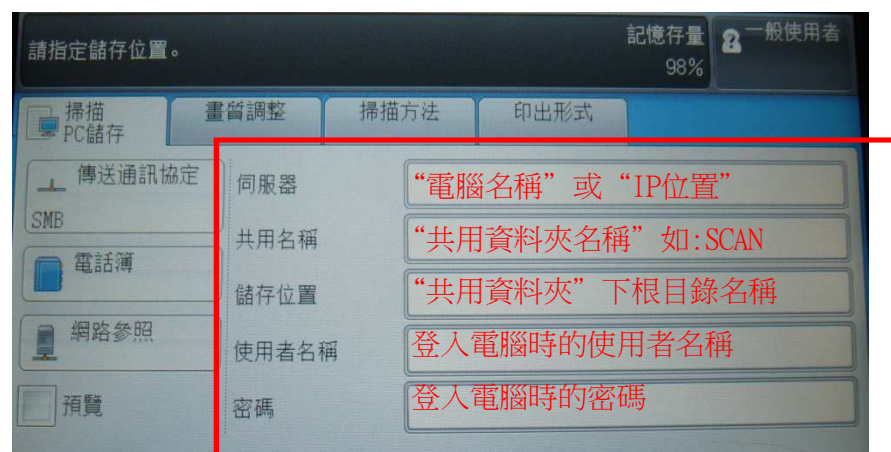 請指定儲存位置。
記憶存量
98%
一般使用者
掃描
PC儲存
畫質調整
掃描方法
印出形式
傳送通訊協定
SMB
電話簿
網路參照
預覽
伺服器
“電腦名稱”或“IP位置”
共用名稱
“共用資料夾名稱”如:SCAN
儲存位置
“共用資料夾”下根目錄名稱
使用者名稱
登入電腦時的使用者名稱
密碼
登入電腦時的密碼